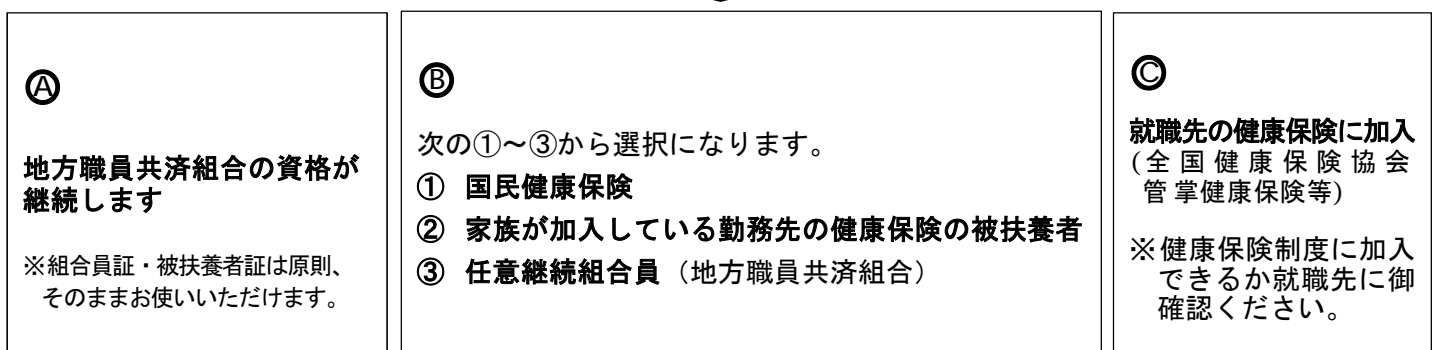 Ⓐ
地方職員共済組合の資格が
継続します
※組合員証・被扶養者証は原則、
そのままお使いいただけます。
Ⓑ
次の①～③から選択になります。
① 国民健康保険
② 家族が加入している勤務先の健康保険の被扶養者
③ 任意継続組合員（地方職員共済組合）
Ⓒ
就職先の健康保険に加入
(全国健康保険協会
管掌健康保険等)
※健康保険制度に加入
できるか就職先に御
確認ください。